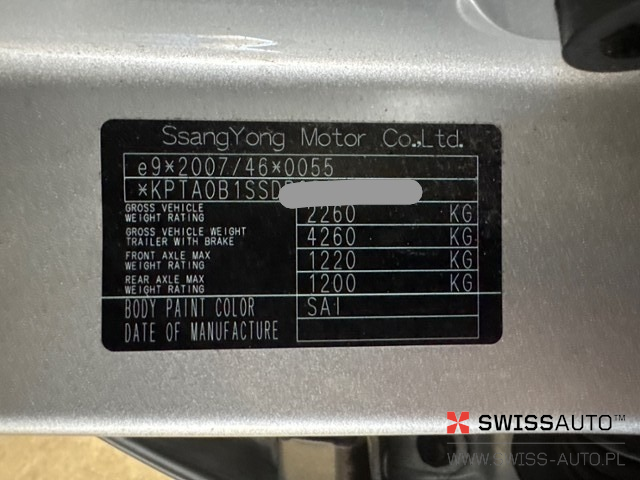 SsangYong Motor Co.,Ltd.
e9*2007/46*0055
*KPTA0B1SSD
GROSS VEHICLE
WEIGHT RATING 2260 KG
GROSS VEHICLE WEIGHT
TRAILER WITH BRAKE 4260 KG
FRONT AXLE MAX
WEIGHT RATING 1220 KG
REAR AXLE MAX
WEIGHT RATING 1200 KG
BODY PAINT COLOR SAI
DATE OF MANUFACTURE
SWISSAUTO™
WWW.SWISS-AUTO.PL